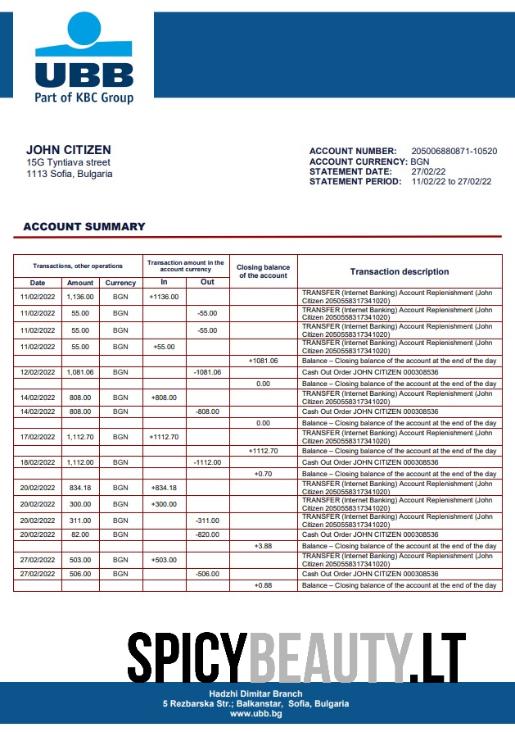 UBB
Part of KBC Group
JOHN CITIZEN
15G Tyntiava street
1113 Sofia, Bulgaria
ACCOUNT NUMBER: 205006880871-10520
ACCOUNT CURRENCY: BGN
STATEMENT DATE: 27/02/22
STATEMENT PERIOD: 11/02/22 to 27/02/22
ACCOUNT SUMMARY
Transactions, other operations
Transaction amount in the account currency
Closing balance of the account
Transaction description
Date Amount Currency In Out
11/02/2022 1,136.00 BGN +1136.00 TRANSFER (Internet Banking) Account Replenishment (John
Citizen 2050558317341020)
11/02/2022 55.00 BGN -55.00 TRANSFER (Internet Banking) Account Replenishment (John
Citizen 2050558317341020)
11/02/2022 55.00 BGN -55.00 TRANSFER (Internet Banking) Account Replenishment (John
Citizen 2050558317341020)
11/02/2022 55.00 BGN +55.00 TRANSFER (Internet Banking) Account Replenishment (John
Citizen 2050558317341020)
+1081.06 Balance – Closing balance of the account at the end of the day
12/02/2022 1,081.06 BGN -1081.06 Cash Out Order JOHN CITIZEN 000308536
0.00 Balance – Closing balance of the account at the end of the day
14/02/2022 808.00 BGN +808.00 TRANSFER (Internet Banking) Account Replenishment (John
Citizen 2050558317341020)
14/02/2022 808.00 BGN -808.00 Cash Out Order JOHN CITIZEN 000308536
0.00 Balance – Closing balance of the account at the end of the day
17/02/2022 1,112.70 BGN +1112.70 TRANSFER (Internet Banking) Account Replenishment (John
Citizen 2050558317341020)
+1112.70 Balance – Closing balance of the account at the end of the day
18/02/2022 1,112.00 BGN -1112.00 Cash Out Order JOHN CITIZEN 000308536
+0.70 Balance – Closing balance of the account at the end of the day
20/02/2022 834.18 BGN +834.18 TRANSFER (Internet Banking) Account Replenishment (John
Citizen 2050558317341020)
20/02/2022 300.00 BGN +300.00 TRANSFER (Internet Banking) Account Replenishment (John
Citizen 2050558317341020)
20/02/2022 311.00 BGN -311.00 TRANSFER (Internet Banking) Account Replenishment (John
Citizen 2050558317341020)
20/02/2022 82.00 BGN -820.00 Cash Out Order JOHN CITIZEN 000308536
+3.88 Balance – Closing balance of the account at the end of the day
27/02/2022 503.00 BGN +503.00 TRANSFER (Internet Banking) Account Replenishment (John
Citizen 2050558317341020)
27/02/2022 506.00 BGN -506.00 Cash Out Order JOHN CITIZEN 000308536
+0.88 Balance – Closing balance of the account at the end of the day
SPICYBEAUTY.LT
Hadzhi Dimitar Branch
5 Rezbarska Str.; Balkanstar, Sofia, Bulgaria
www.ubb.bg